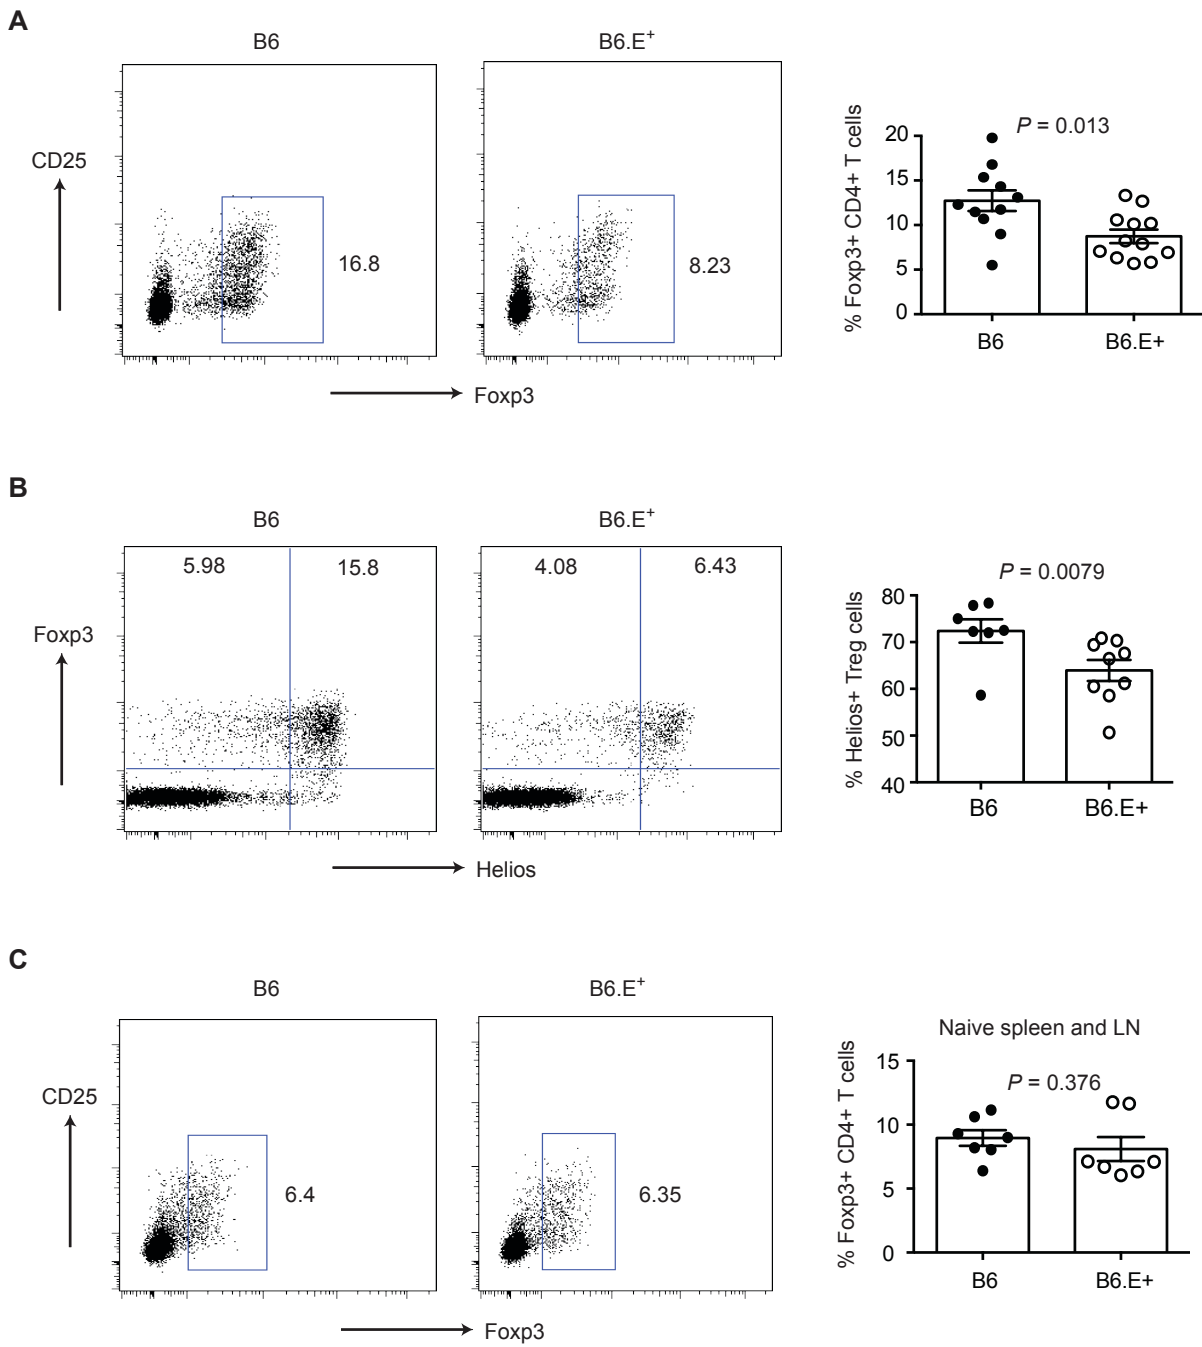 A
B6
B6.E+
CD25
16.8
8.23
Foxp3
% Foxp3+ CD4+ T cells
P = 0.013
20
15
10
5
0
B6
B6.E+
B
B6
B6.E+
5.98
15.8
4.08
6.43
Foxp3
Helios
% Helios+ Treg cells
P = 0.0079
80
70
60
50
40
B6
B6.E+
C
B6
B6.E+
CD25
6.4
6.35
Foxp3
Naive spleen and LN
% Foxp3+ CD4+ T cells
P = 0.376
15
10
5
0
B6
B6.E+